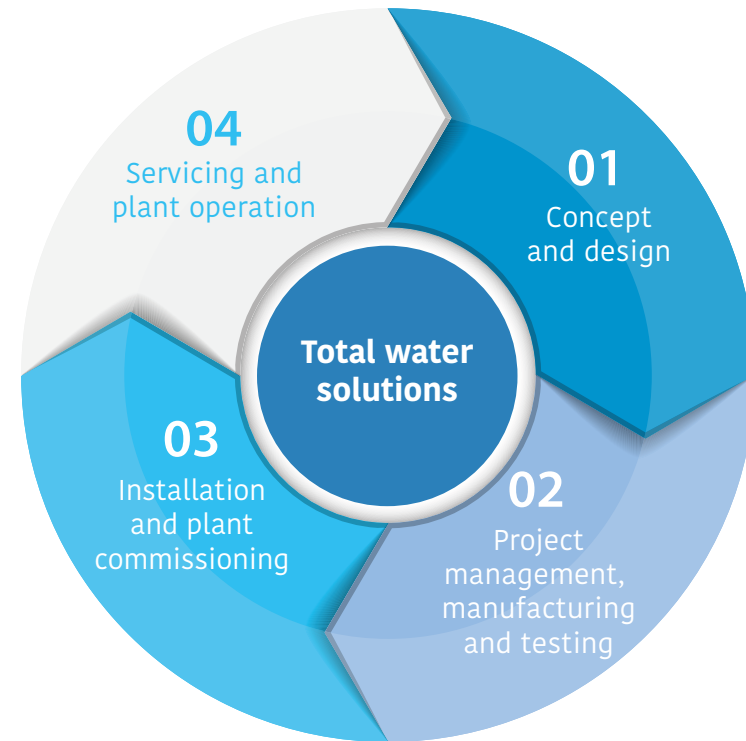 Total water
solutions
01
Concept
and design
02
Project
management,
manufacturing
and testing
03
Installation
and plant
commissioning
04
Servicing and
plant operation